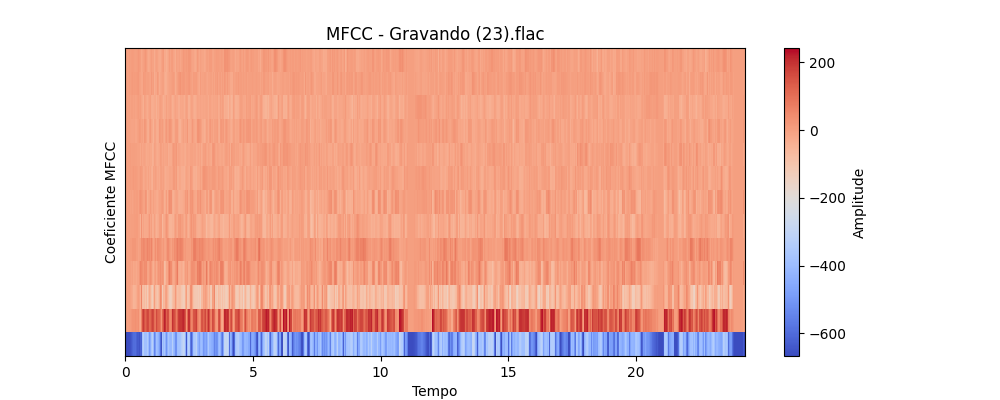 MFCC - Gravando (23).flac
Coeficiente MFCC
0 5 10 15 20
Tempo
200
0
−200
−400
−600
Amplitude